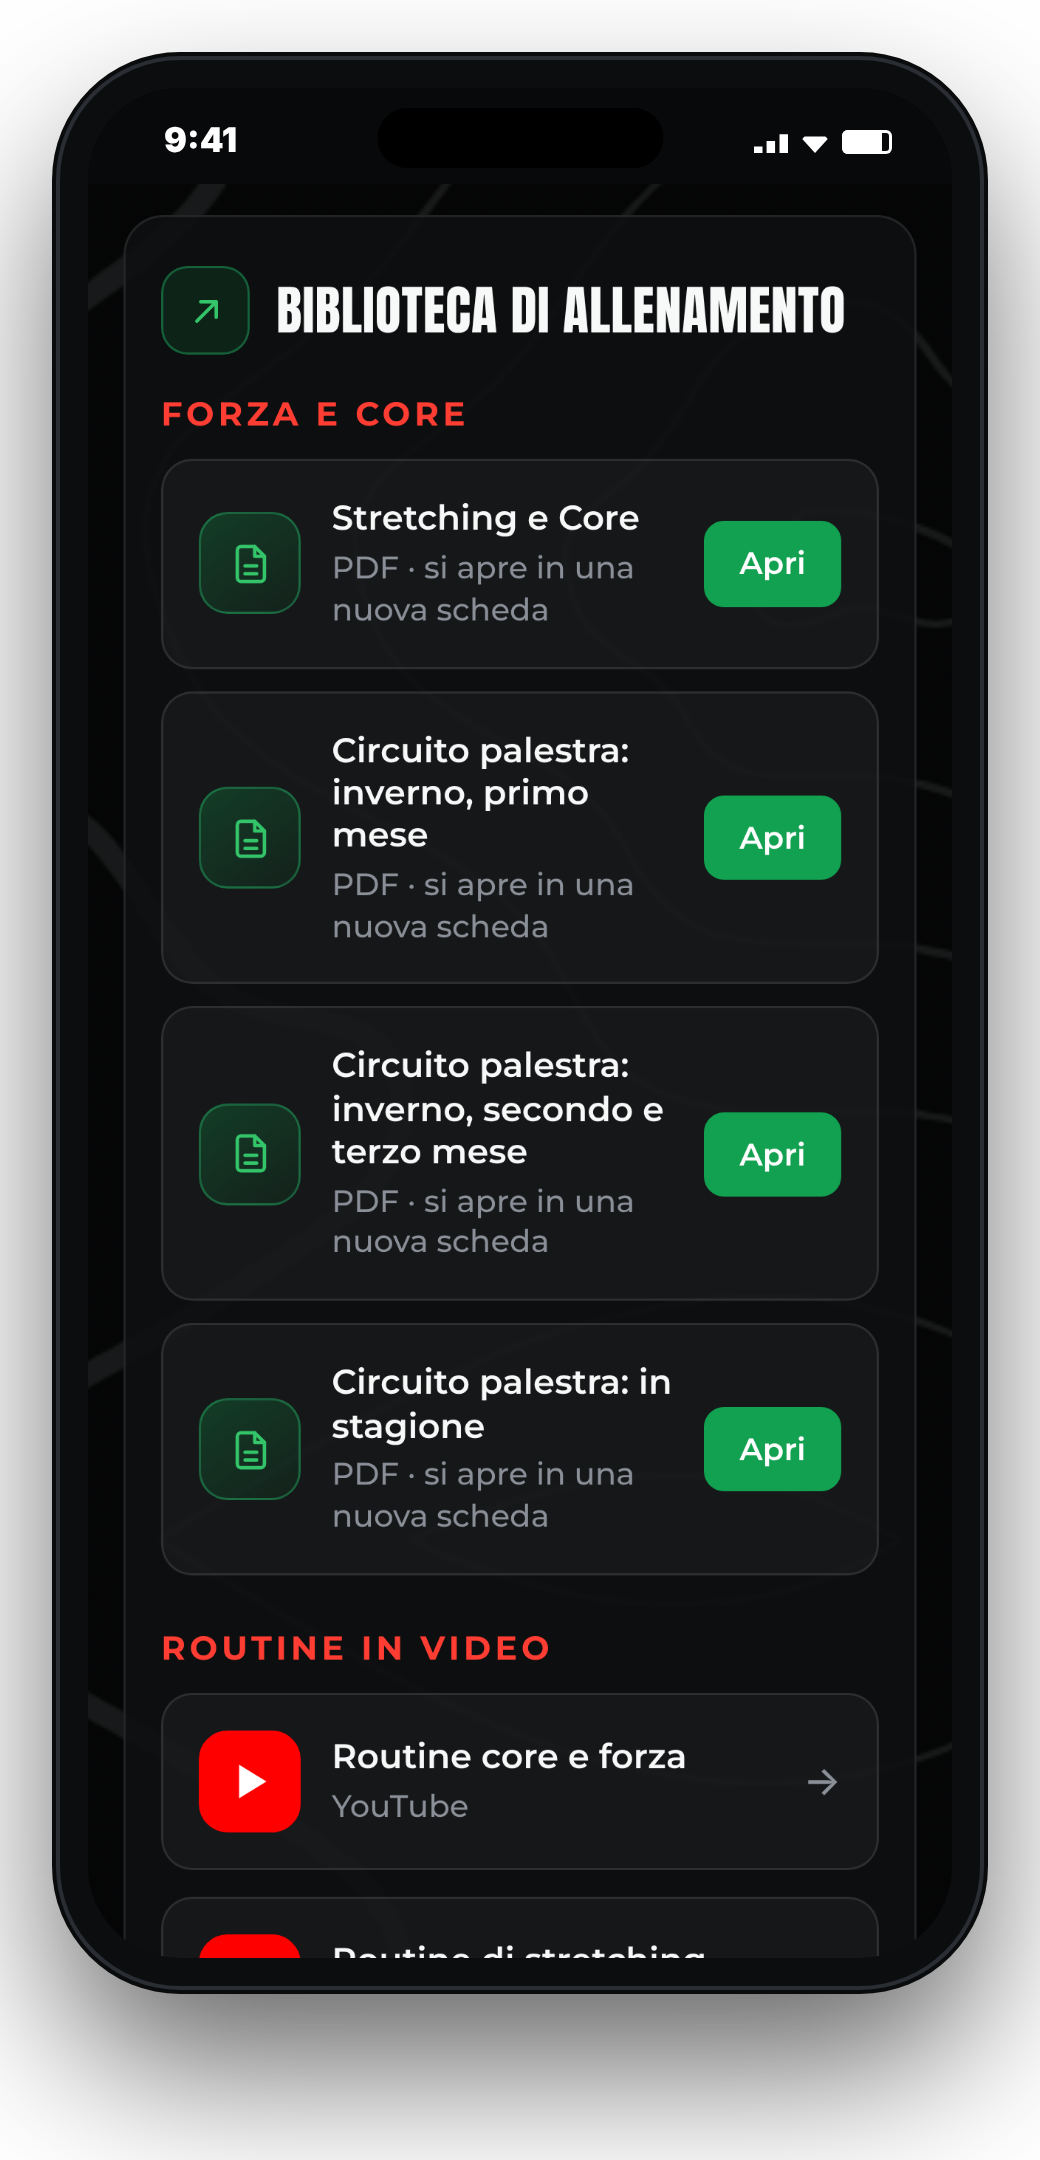 9:41
BIBLIOTECA DI ALLENAMENTO
FORZA E CORE
Stretching e Core
PDF · si apre in una
nuova scheda
Apri
Circuito palestra:
inverno, primo
mese
PDF · si apre in una
nuova scheda
Apri
Circuito palestra:
inverno, secondo e
terzo mese
PDF · si apre in una
nuova scheda
Apri
Circuito palestra: in
stagione
PDF · si apre in una
nuova scheda
Apri
ROUTINE IN VIDEO
Routine core e forza
YouTube
Routine di stretching